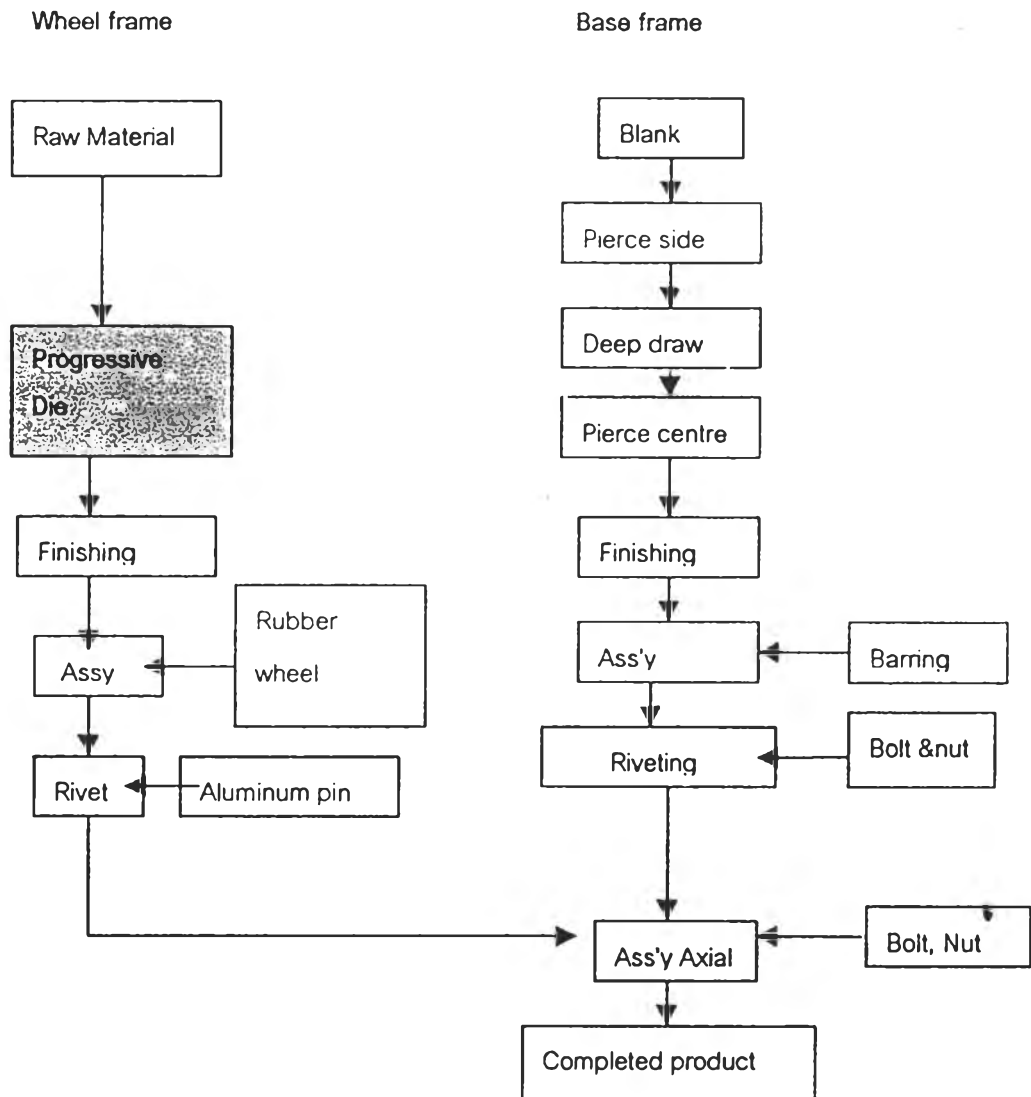 Wheel frame
Base frame
Raw Material
Blank
Pierce side
Progressive
Die
Deep draw
Pierce centre
Finishing
Finishing
Rubber
wheel
Assy
Ass'y
Barring
Rivet
Aluminum pin
Riveting
Bolt &nut
Ass'y Axial
Bolt, Nut
Completed product